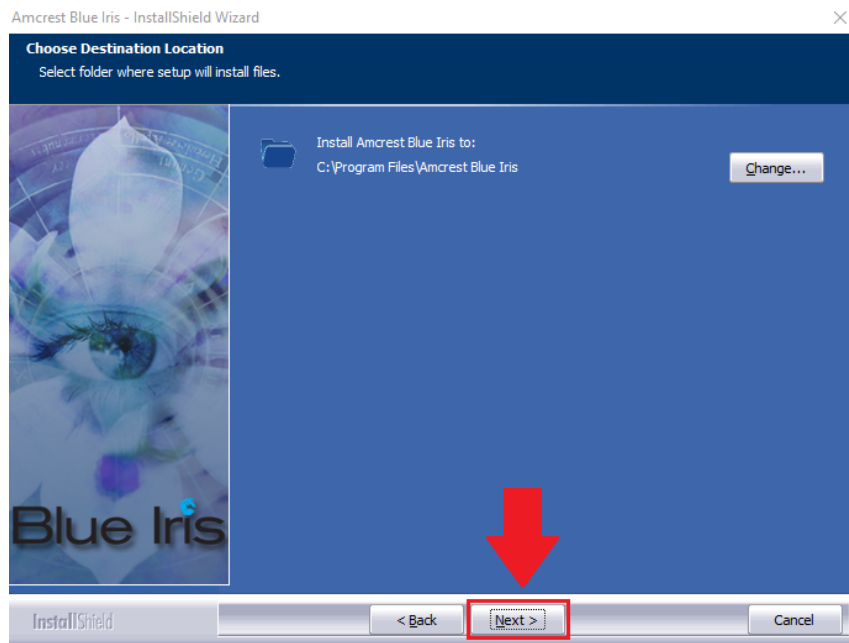 Amcrest Blue Iris - InstallShield Wizard
Choose Destination Location
Select folder where setup will install files.
Install Amcrest Blue Iris to:
C:\Program Files\Amcrest Blue Iris
Change...
Blue Iris
InstallShield
< Back
Next >
Cancel